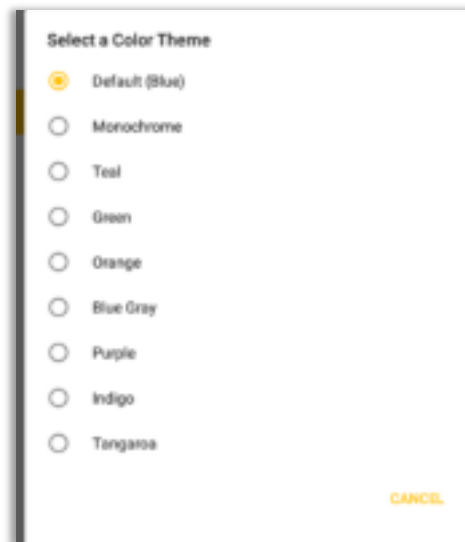 Select a Color Theme
Default (Blue)
Monochrome
Teal
Green
Orange
Blue Gray
Purple
Indigo
Tangaroa
CANCEL